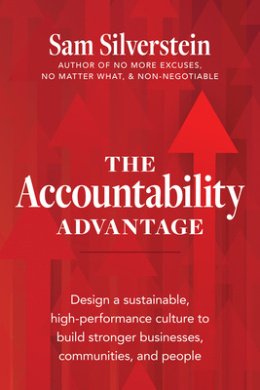 Sam Silverstein
AUTHOR OF NO MORE EXCUSES,
NO MATTER WHAT, & NON-NEGOTIABLE
THE
Accountability
ADVANTAGE
Design a sustainable,
high-performance culture to
build stronger businesses,
communities, and people